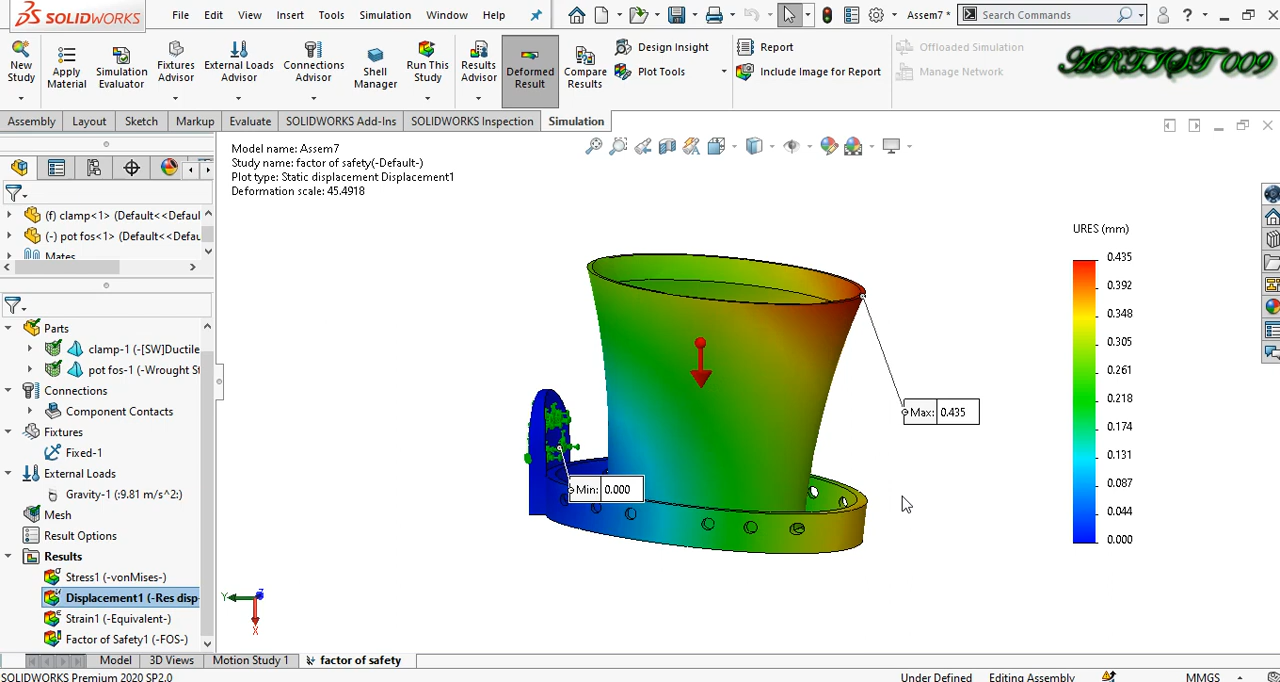 SOLIDWORKS
File Edit View Insert Tools Simulation Window Help
Assem7 *
Search Commands
?
ARTIST 009
New Study
Apply Material
Simulation Evaluator
Fixtures Advisor
External Loads Advisor
Connections Advisor
Shell Manager
Run This Study
Results Advisor
Deformed Result
Compare Results
Design Insight
Plot Tools
Report
Include Image for Report
Offloaded Simulation
Manage Network
Assembly Layout Sketch Markup Evaluate SOLIDWORKS Add-Ins SOLIDWORKS Inspection Simulation
(f) clamp<1> (Default<<Defaul
(-) pot fos<1> (Default<<Defau
Mates
Parts
clamp-1 (-[SW]Ductile
pot fos-1 (-Wrought St
Connections
Component Contacts
Fixtures
Fixed-1
External Loads
Gravity-1 (:9.81 m/s^2:)
Mesh
Result Options
Results
Stress1 (-vonMises-)
Displacement1 (-Res disp
Strain1 (-Equivalent-)
Factor of Safety1 (-FOS-)
Model name: Assem7
Study name: factor of safety(-Default-)
Plot type: Static displacement Displacement1
Deformation scale: 45.4918
Max: 0.435
Min: 0.000
URES (mm)
0.435
0.392
0.348
0.305
0.261
0.218
0.174
0.131
0.087
0.044
0.000
Y
Z
X
Model 3D Views Motion Study 1 factor of safety
SOLIDWORKS Premium 2020 SP2.0
Under Defined Editing Assembly MMGS